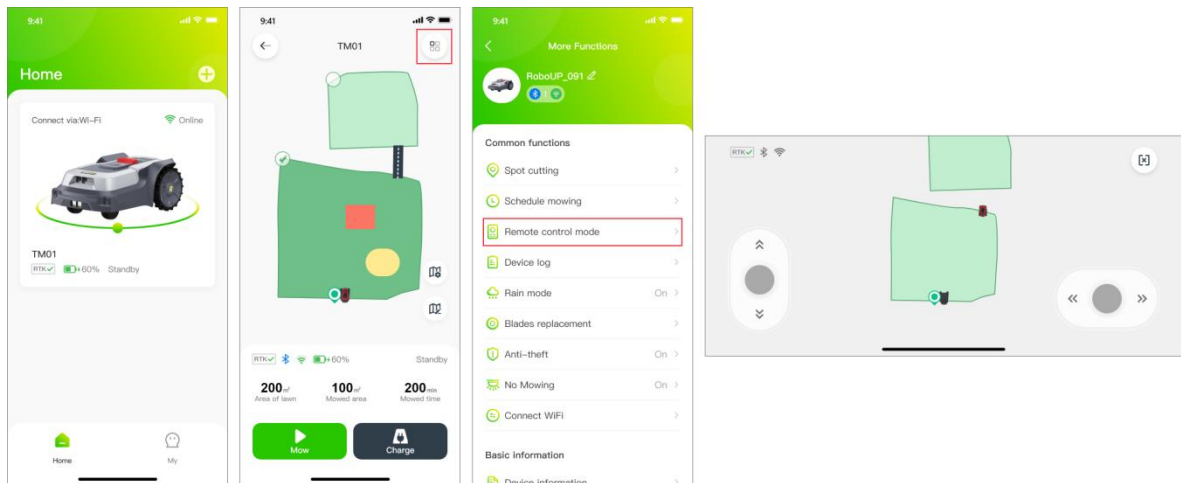 9:41
Home
Connect via:Wi-Fi
Online
TM01
RTK 60% Standby
Home
My
9:41
TM01
RTK 60% Standby
200㎡ 100㎡ 200min
Area of lawn Mowed area Mowed time
Mow
Charge
9:41
More Functions
RoboUP_091
Common functions
Spot cutting
Schedule mowing
Remote control mode
Device log
Rain mode On
Blades replacement
Anti-theft On
No Mowing On
Connect WiFi
Basic information
Device information
RTK